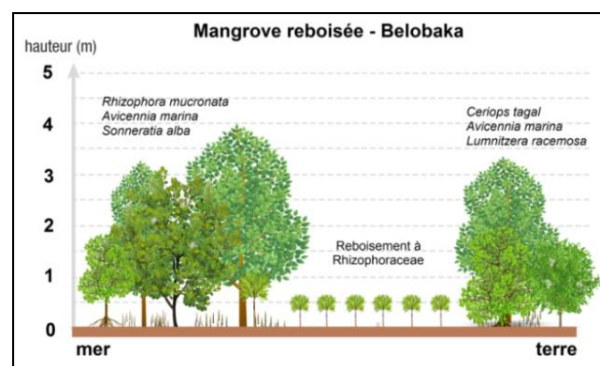 Mangrove reboisée - Belobaka
hauteur (m)
5
4
3
2
1
0
Rhizophora mucronata
Avicennia marina
Sonneratia alba
Ceriops tagal
Avicennia marina
Lumnitzera racemosa
Reboisement à
Rhizophoraceae
mer
terre